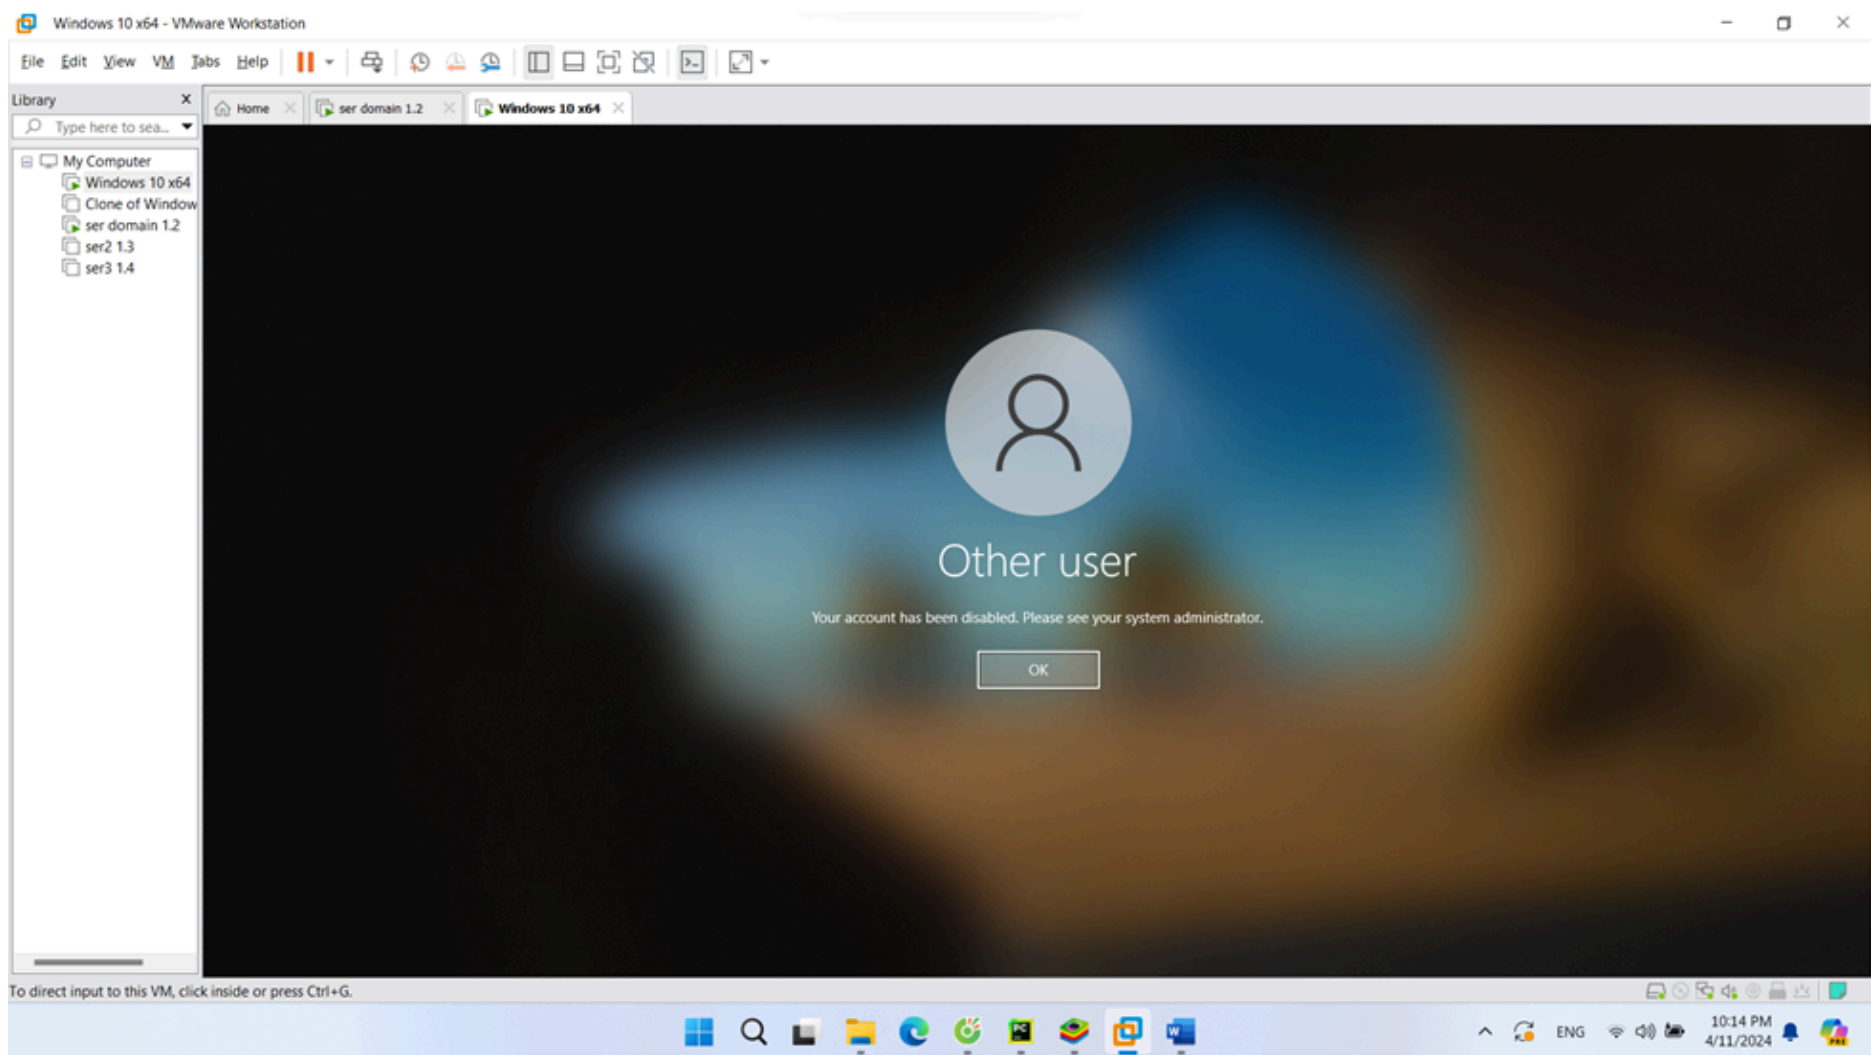 Windows 10 x64 - VMware Workstation
File Edit View VM Tabs Help
Library
Type here to sea...
Home
ser domain 1.2
Windows 10 x64
My Computer
Windows 10 x64
Clone of Window
ser domain 1.2
ser2 1.3
ser3 1.4
Other user
Your account has been disabled. Please see your system administrator.
OK
To direct input to this VM, click inside or press Ctrl+G.
ENG
10:14 PM
4/11/2024
PC
W
PRE